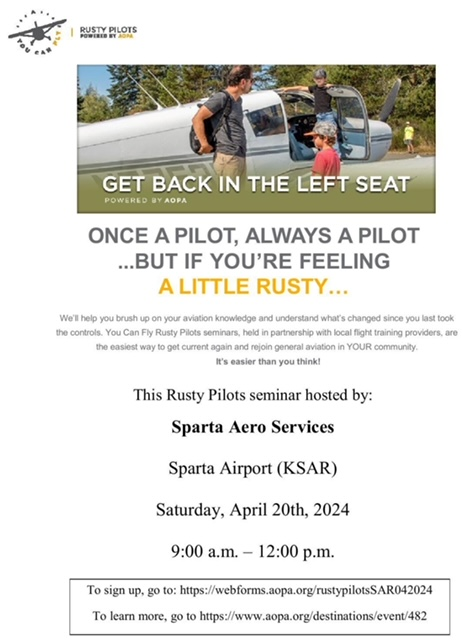 YOU CAN FLY
RUSTY PILOTS
POWERED BY AOPA
GET BACK IN THE LEFT SEAT
POWERED BY AOPA
ONCE A PILOT, ALWAYS A PILOT
...BUT IF YOU'RE FEELING
A LITTLE RUSTY…
We'll help you brush up on your aviation knowledge and understand what's changed since you last took
the controls. You Can Fly Rusty Pilots seminars, held in partnership with local flight training providers, are
the easiest way to get current again and rejoin general aviation in YOUR community.
It's easier than you think!
This Rusty Pilots seminar hosted by:
Sparta Aero Services
Sparta Airport (KSAR)
Saturday, April 20th, 2024
9:00 a.m. – 12:00 p.m.
To sign up, go to: https://webforms.aopa.org/rustypilotsSAR042024
To learn more, go to https://www.aopa.org/destinations/event/482